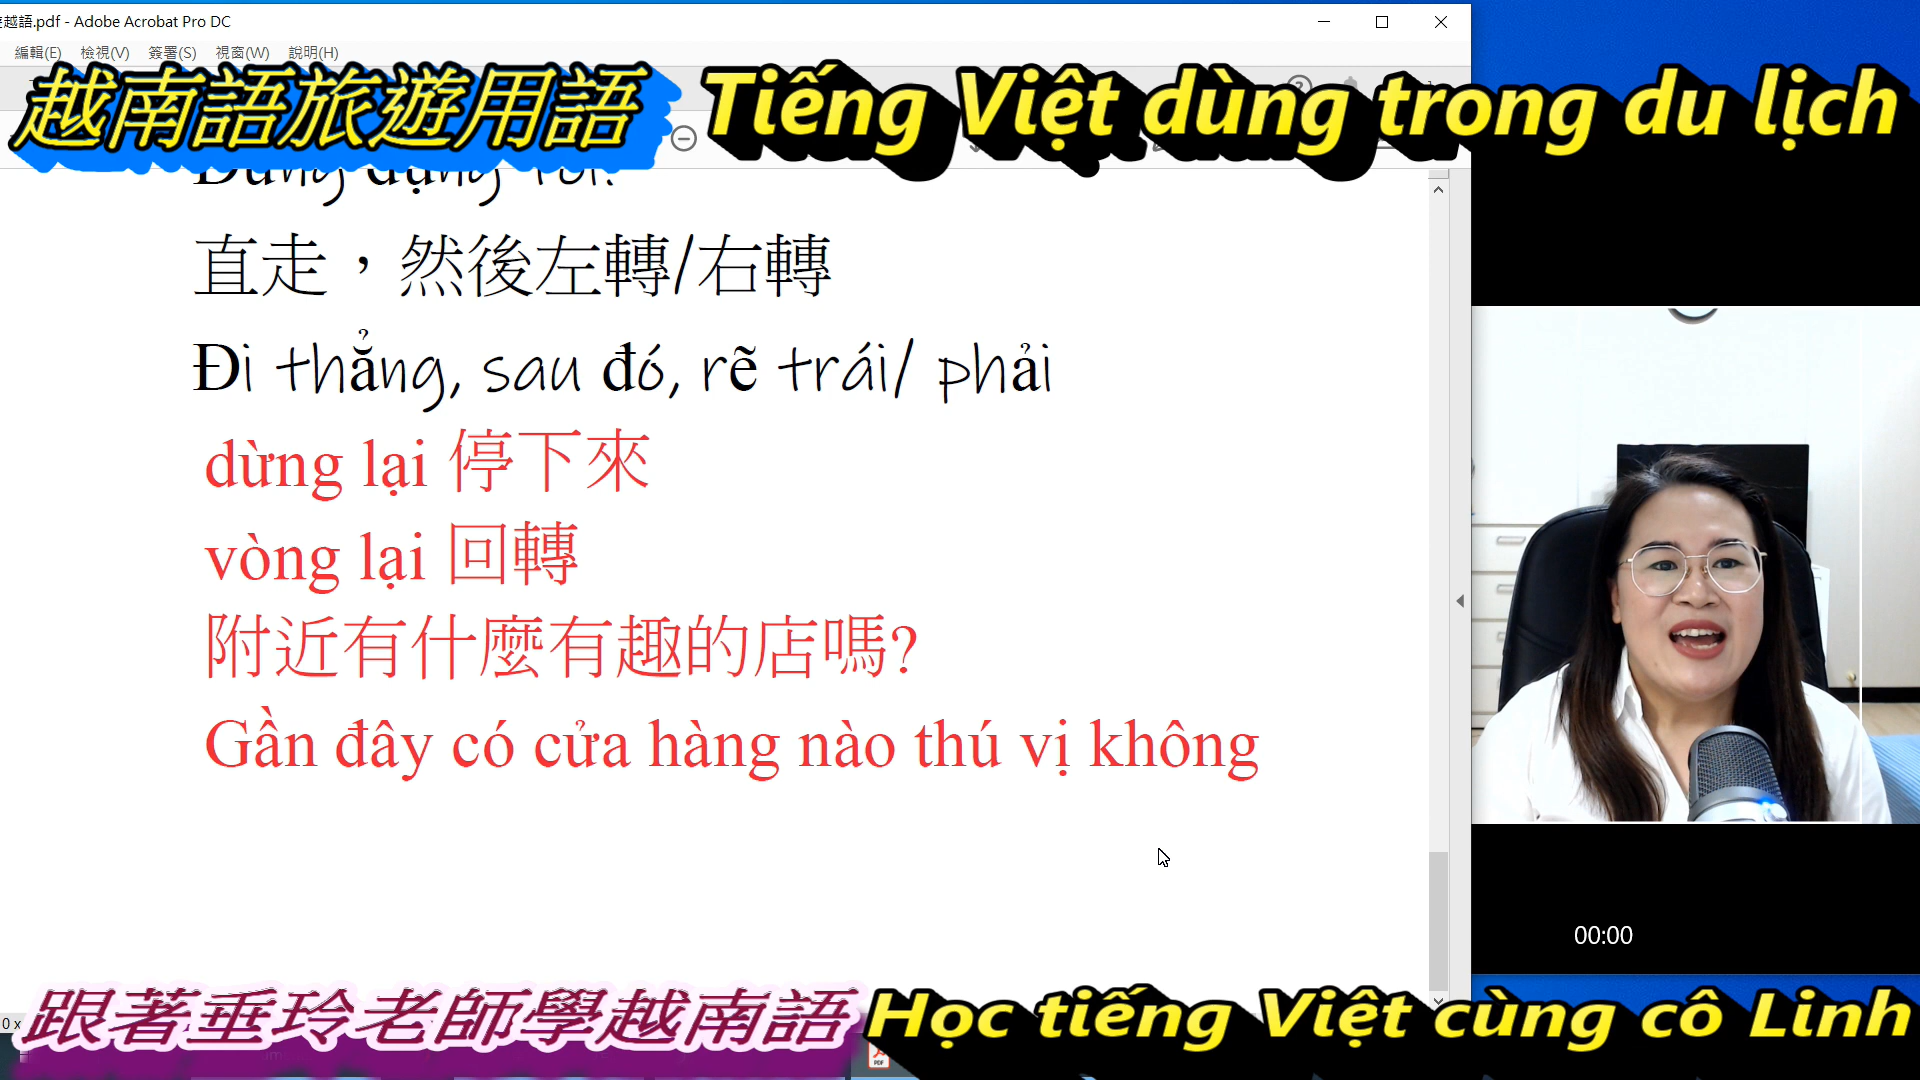 越語.pdf - Adobe Acrobat Pro DC
編輯(E) 檢視(V) 簽署(S) 視窗(W) 說明(H)
越南語旅遊用語 Tiếng Việt dùng trong du lịch
Đừng đụng Tôi!
直走，然後左轉/右轉
Đi thẳng, sau đó, rẽ trái/ phải
dừng lại 停下來
vòng lại 回轉
附近有什麼有趣的店嗎?
Gần đây có cửa hàng nào thú vị không
00:00
跟著垂玲老師學越南語 Học tiếng Việt cùng cô Linh